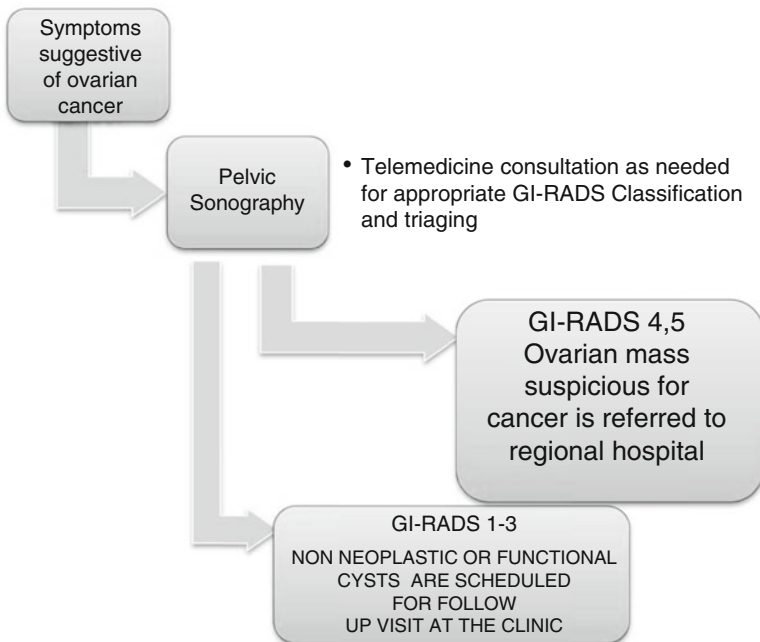 Symptoms
suggestive
of ovarian
cancer
Pelvic
Sonography
• Telemedicine consultation as needed
for appropriate GI-RADS Classification
and triaging
GI-RADS 4,5
Ovarian mass
suspicious for
cancer is referred to
regional hospital
GI-RADS 1-3
NON NEOPLASTIC OR FUNCTIONAL
CYSTS ARE SCHEDULED
FOR FOLLOW
UP VISIT AT THE CLINIC